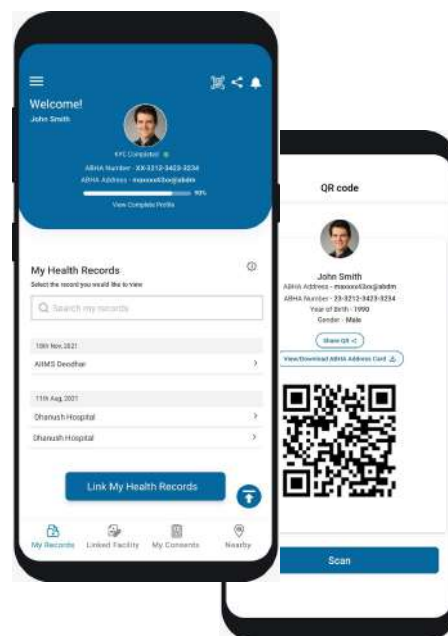 Welcome!
John Smith
KYC Completed
ABHA Number - XX-3212-3423-3234
ABHA Address - maxxxx63xx@abdm
90%
View Complete Profile
My Health Records
Select the record you would like to view
Search my records
10th Nov, 2021
AIIMS Deodhar
11th Aug, 2021
Dhanush Hospital
Dhanush Hospital
Link My Health Records
My Records
Linked Facility
My Consents
Nearby
QR code
John Smith
ABHA Address - maxxxx63xx@abdm
ABHA Number - 23-3212-3423-3234
Year of Birth - 1990
Gender - Male
Share QR
View/Download ABHA Address Card
Scan